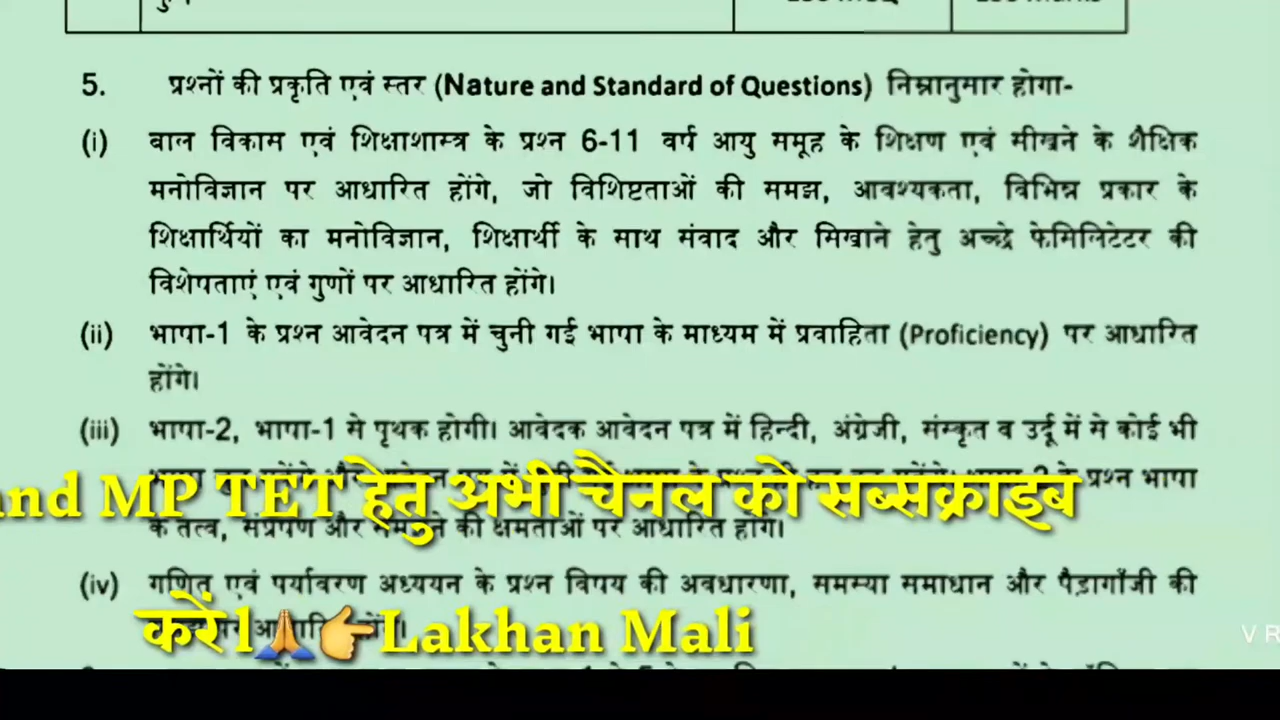 5. प्रश्नों की प्रकृति एवं स्तर (Nature and Standard of Questions) निम्नानुसार होगा-
(i) बाल विकास एवं शिक्षाशास्त्र के प्रश्न 6-11 वर्ष आयु समूह के शिक्षण एवं सीखने के शैक्षिक
मनोविज्ञान पर आधारित होंगे, जो विशिष्टताओं की समझ, आवश्यकता, विभिन्न प्रकार के
शिक्षार्थियों का मनोविज्ञान, शिक्षार्थी के साथ संवाद और सिखाने हेतु अच्छे फेसिलिटेटर की
विशेषताएं एवं गुणों पर आधारित होंगे।
(ii) भाषा-1 के प्रश्न आवेदन पत्र में चुनी गई भाषा के माध्यम में प्रवाहिता (Proficiency) पर आधारित
होंगे।
(iii) भाषा-2, भाषा-1 से पृथक होगी। आवेदक आवेदन पत्र में हिन्दी, अंग्रेजी, संस्कृत व उर्दू में से कोई भी
प्रश्न भाषा
and MP TET हेतु अभी चैनल को सब्सक्राइब
के तत्व, संप्रेषण और समझने की क्षमताओं पर आधारित होंगे।
(iv) गणित एवं पर्यावरण अध्ययन के प्रश्न विषय की अवधारणा, समस्या समाधान और पैडागॉजी की
करें।🙏👉Lakhan Mali
V R